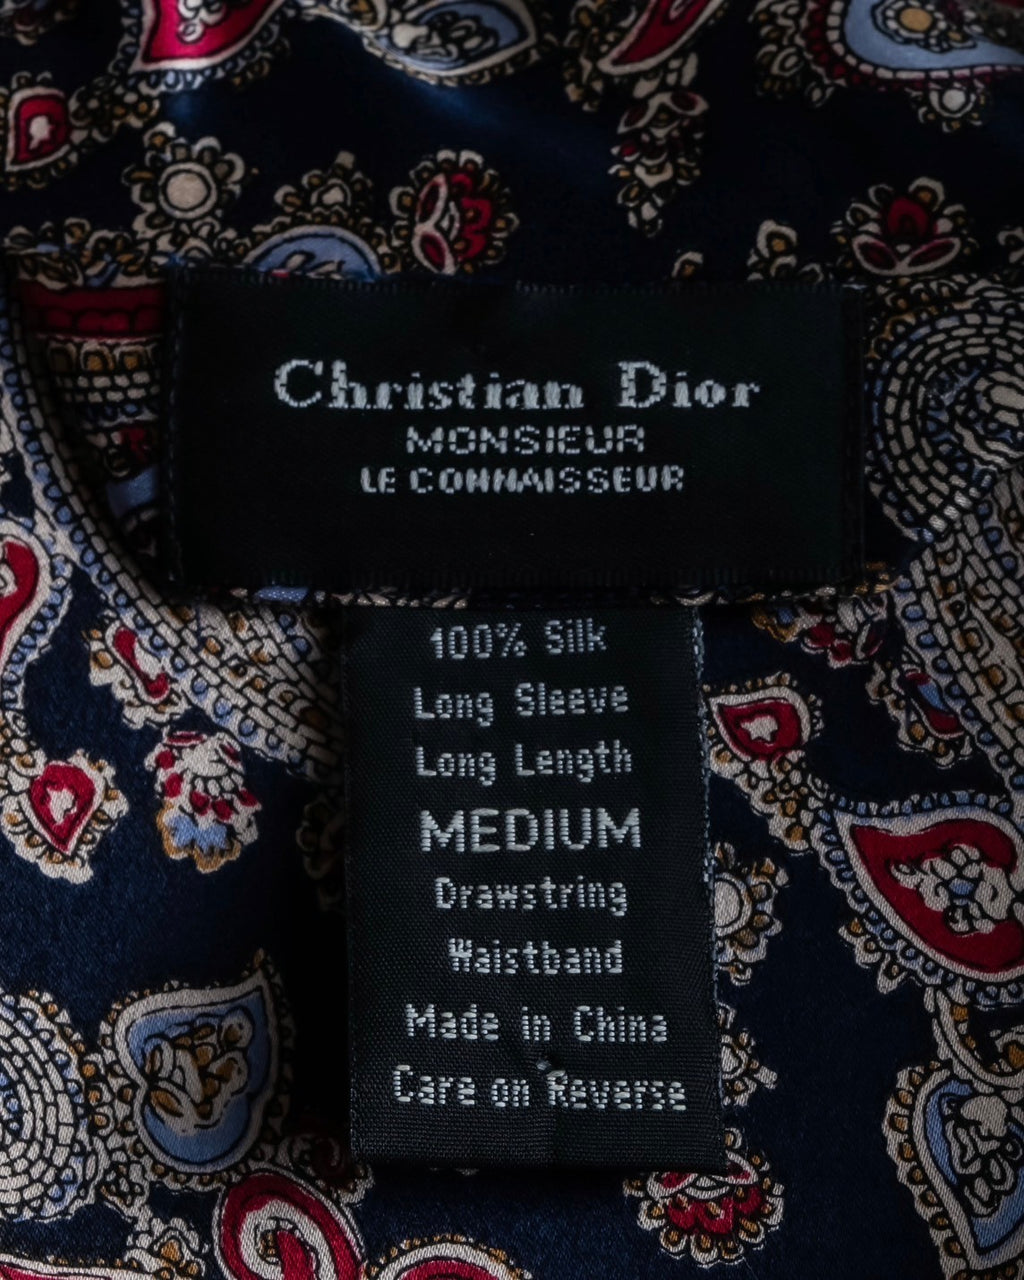 Christian Dior
MONSIEUR
LE CONNAISSEUR
100% Silk
Long Sleeve
Long Length
MEDIUM
Drawstring
Waistband
Made in China
Care on Reverse